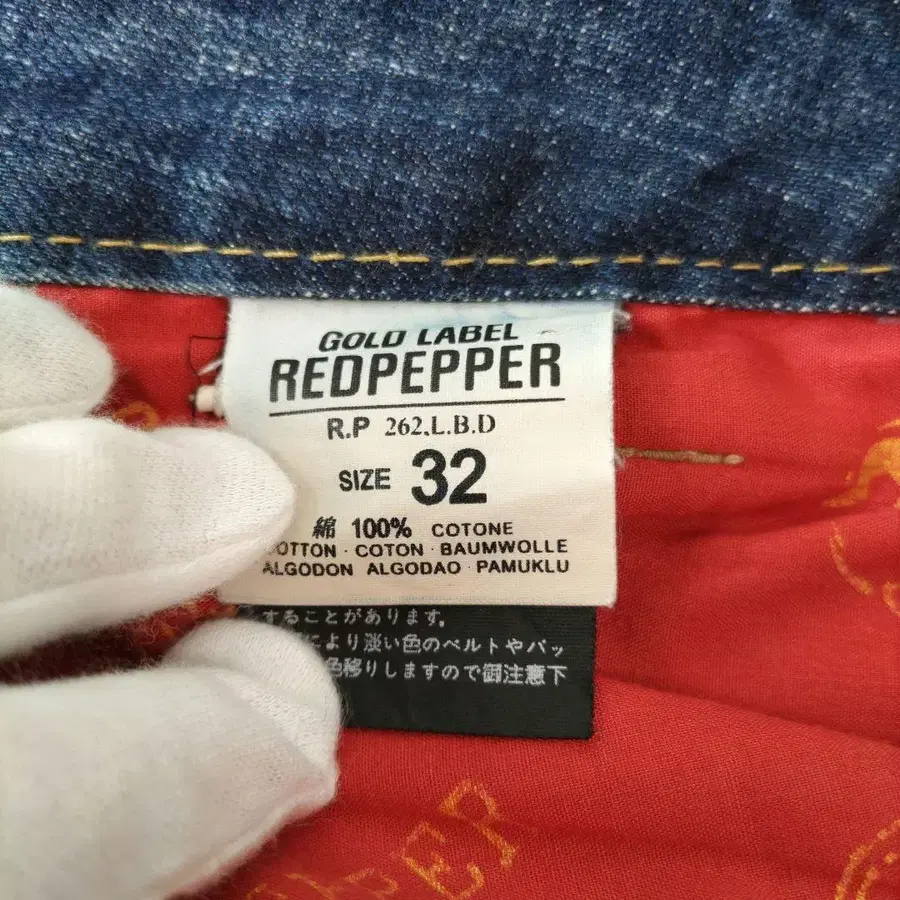 GOLD LABEL
REDPEPPER
R.P 262.L.B.D
SIZE 32
綿 100% COTONE
COTTON · COTON · BAUMWOLLE
ALGODON ALGODAO · PAMUKLU
することがあります。
により淡い色のベルトやバッ
色移りしますので御注意下